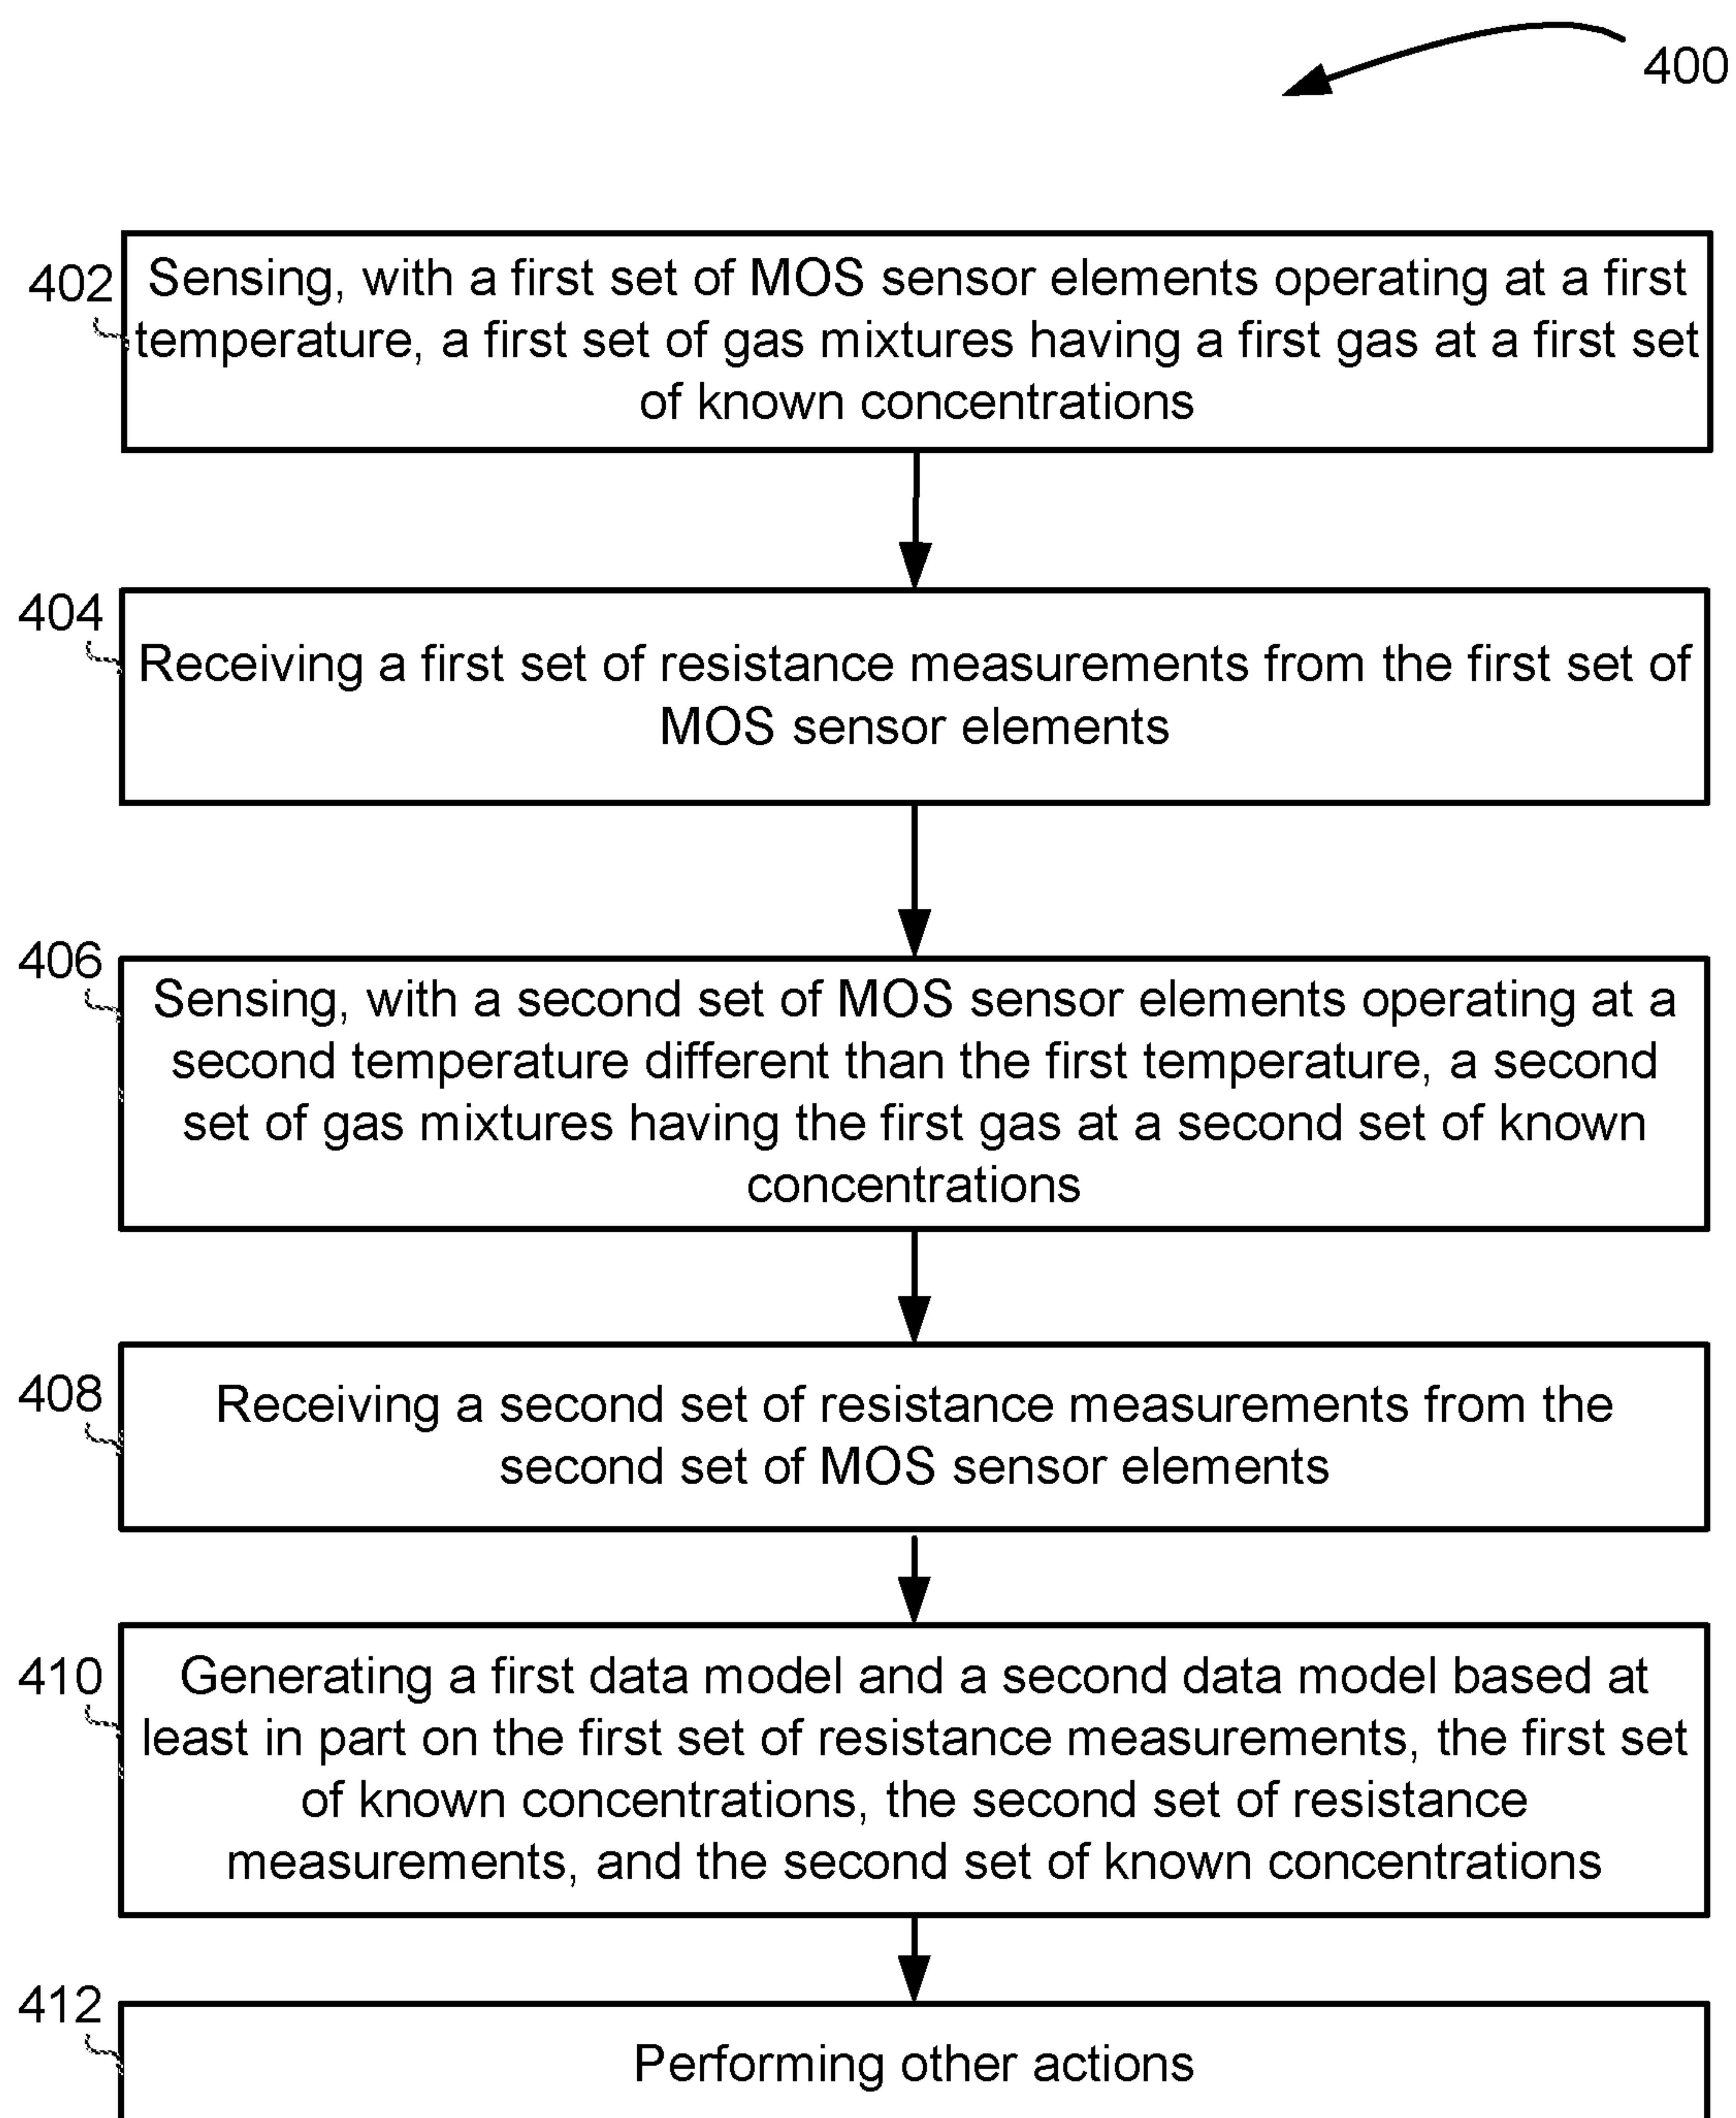 400
402
Sensing, with a first set of MOS sensor elements operating at a first
temperature, a first set of gas mixtures having a first gas at a first set
of known concentrations
404
Receiving a first set of resistance measurements from the first set of
MOS sensor elements
406
Sensing, with a second set of MOS sensor elements operating at a
second temperature different than the first temperature, a second
set of gas mixtures having the first gas at a second set of known
concentrations
408
Receiving a second set of resistance measurements from the
second set of MOS sensor elements
410
Generating a first data model and a second data model based at
least in part on the first set of resistance measurements, the first set
of known concentrations, the second set of resistance
measurements, and the second set of known concentrations
412
Performing other actions